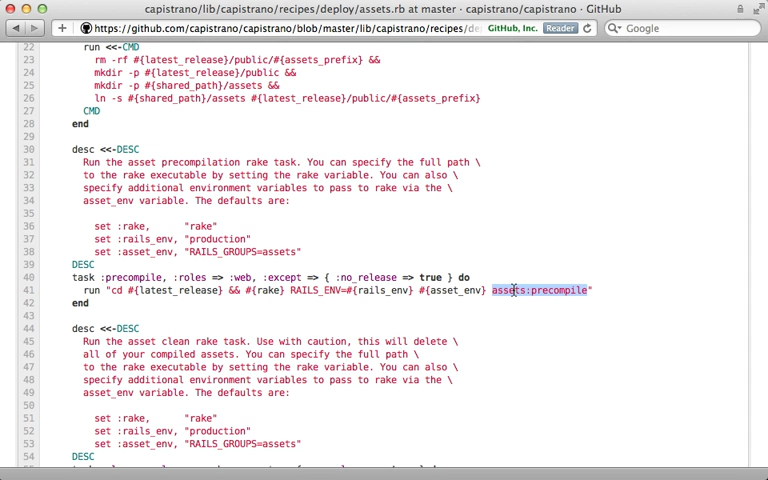 capistrano/lib/capistrano/recipes/deploy/assets.rb at master · capistrano/capistrano · GitHub
https://github.com/capistrano/capistrano/blob/master/lib/capistrano/recipes/de GitHub, Inc. Reader Google
22 run <<-CMD
23 rm -rf #{latest_release}/public/#{assets_prefix} &&
24 mkdir -p #{latest_release}/public &&
25 mkdir -p #{shared_path}/assets &&
26 ln -s #{shared_path}/assets #{latest_release}/public/#{assets_prefix}
27 CMD
28 end
29
30 desc <<-DESC
31 Run the asset precompilation rake task. You can specify the full path \
32 to the rake executable by setting the rake variable. You can also \
33 specify additional environment variables to pass to rake via the \
34 asset_env variable. The defaults are:
35
36 set :rake, "rake"
37 set :rails_env, "production"
38 set :asset_env, "RAILS_GROUPS=assets"
39 DESC
40 task :precompile, :roles => :web, :except => { :no_release => true } do
41 run "cd #{latest_release} && #{rake} RAILS_ENV=#{rails_env} #{asset_env} assets:precompile"
42 end
43
44 desc <<-DESC
45 Run the asset clean rake task. Use with caution, this will delete \
46 all of your compiled assets. You can specify the full path \
47 to the rake executable by setting the rake variable. You can also \
48 specify additional environment variables to pass to rake via the \
49 asset_env variable. The defaults are:
50
51 set :rake, "rake"
52 set :rails_env, "production"
53 set :asset_env, "RAILS_GROUPS=assets"
54 DESC